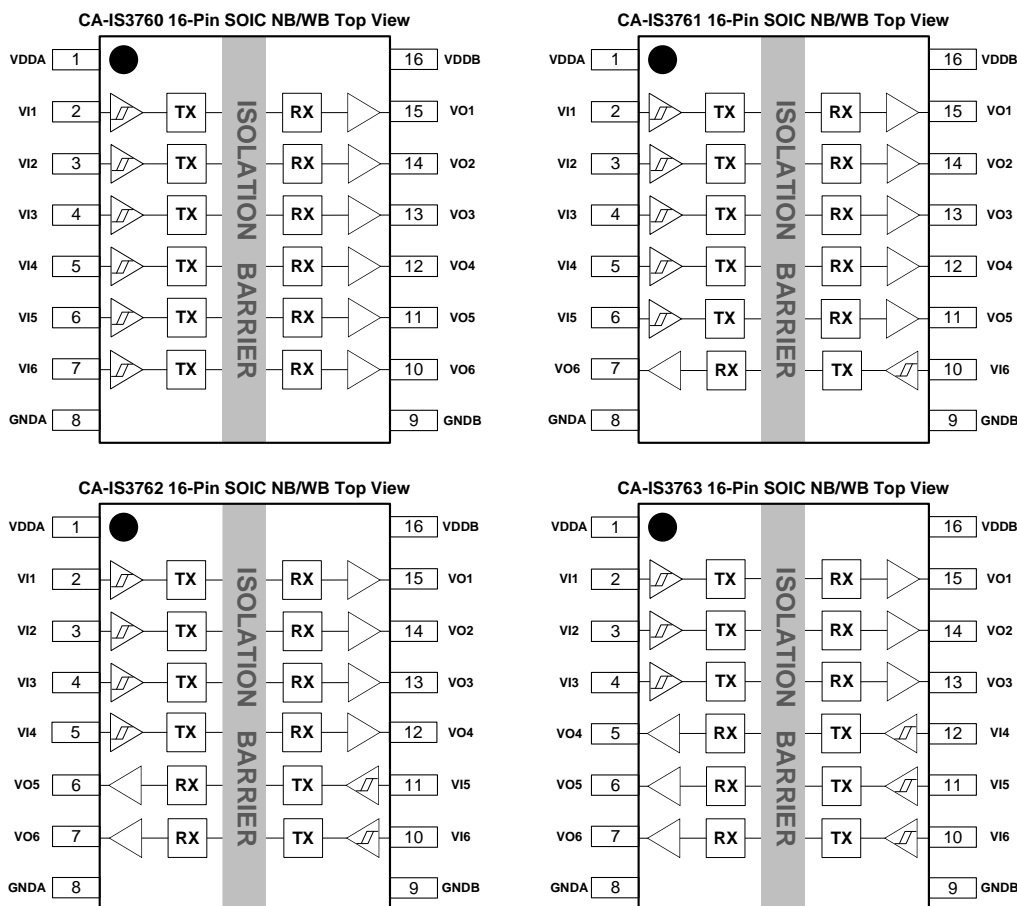 CA-IS3760 16-Pin SOIC NB/WB Top View
VDDA 1 16 VDDB
VI1 2 TX RX 15 VO1
VI2 3 TX RX 14 VO2
VI3 4 TX RX 13 VO3
VI4 5 TX RX 12 VO4
VI5 6 TX RX 11 VO5
VI6 7 TX RX 10 VO6
GNDA 8 9 GNDB
ISOLATION BARRIER
CA-IS3761 16-Pin SOIC NB/WB Top View
VDDA 1 16 VDDB
VI1 2 TX RX 15 VO1
VI2 3 TX RX 14 VO2
VI3 4 TX RX 13 VO3
VI4 5 TX RX 12 VO4
VI5 6 TX RX 11 VO5
VO6 7 RX TX 10 VI6
GNDA 8 9 GNDB
ISOLATION BARRIER
CA-IS3762 16-Pin SOIC NB/WB Top View
VDDA 1 16 VDDB
VI1 2 TX RX 15 VO1
VI2 3 TX RX 14 VO2
VI3 4 TX RX 13 VO3
VI4 5 TX RX 12 VO4
VO5 6 RX TX 11 VI5
VO6 7 RX TX 10 VI6
GNDA 8 9 GNDB
ISOLATION BARRIER
CA-IS3763 16-Pin SOIC NB/WB Top View
VDDA 1 16 VDDB
VI1 2 TX RX 15 VO1
VI2 3 TX RX 14 VO2
VI3 4 TX RX 13 VO3
VO4 5 RX TX 12 VI4
VO5 6 RX TX 11 VI5
VO6 7 RX TX 10 VI6
GNDA 8 9 GNDB
ISOLATION BARRIER